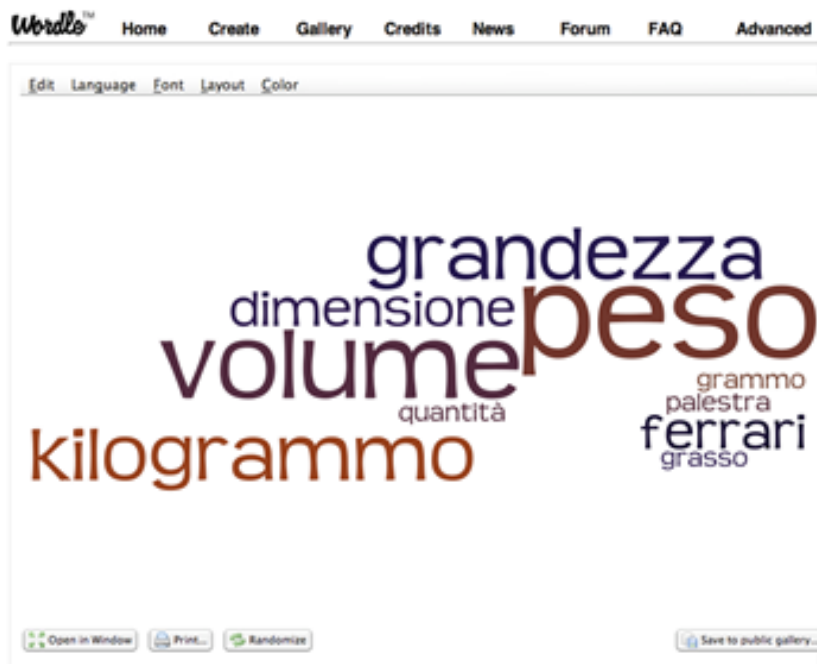 Wordle™ Home Create Gallery Credits News Forum FAQ Advanced
Edit Language Font Layout Color
grandezza
dimensione peso
volume
grammo
quantità palestra
kilogrammo ferrari
grasso
Open in Window Print... Randomize Save to public gallery...